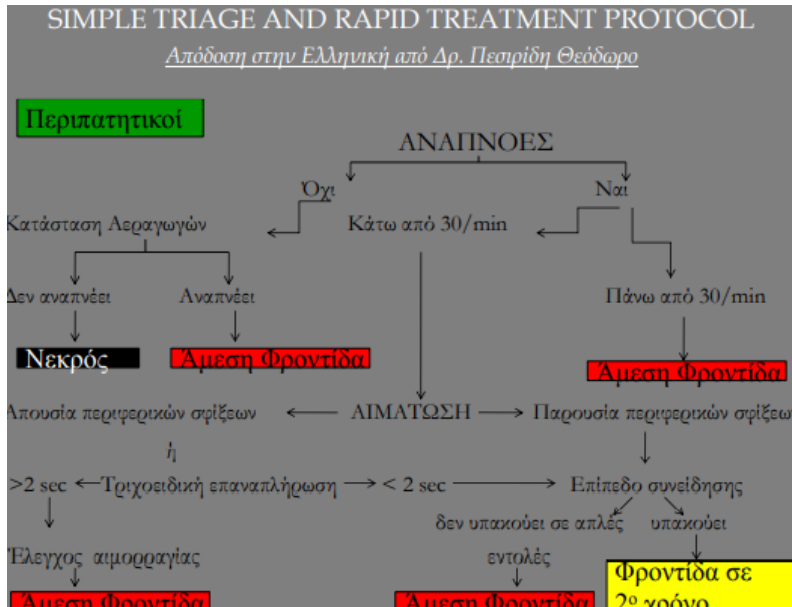 SIMPLE TRIAGE AND RAPID TREATMENT PROTOCOL
Απόδοση στην Ελληνική από Δρ. Πεσιρίδη Θεόδωρο
Περιπατητικοί
ΑΝΑΠΝΟΕΣ
Όχι Ναι
Κατάσταση Αεραγωγών Κάτω από 30/min
Δεν αναπνέει Αναπνέει Πάνω από 30/min
Νεκρός Άμεση Φροντίδα
Άμεση Φροντίδα
Απουσία περιφερικών σφίξεων ΑΙΜΑΤΩΣΗ Παρουσία περιφερικών σφίξεων
ή
>2 sec Τριχοειδική επαναπλήρωση < 2 sec Επίπεδο συνείδησης
δεν υπακούει σε απλές υπακούει
Έλεγχος αιμορραγίας εντολές
Φροντίδα σε
Άμεση Φροντίδα Άμεση Φροντίδα 2ο χρόνο